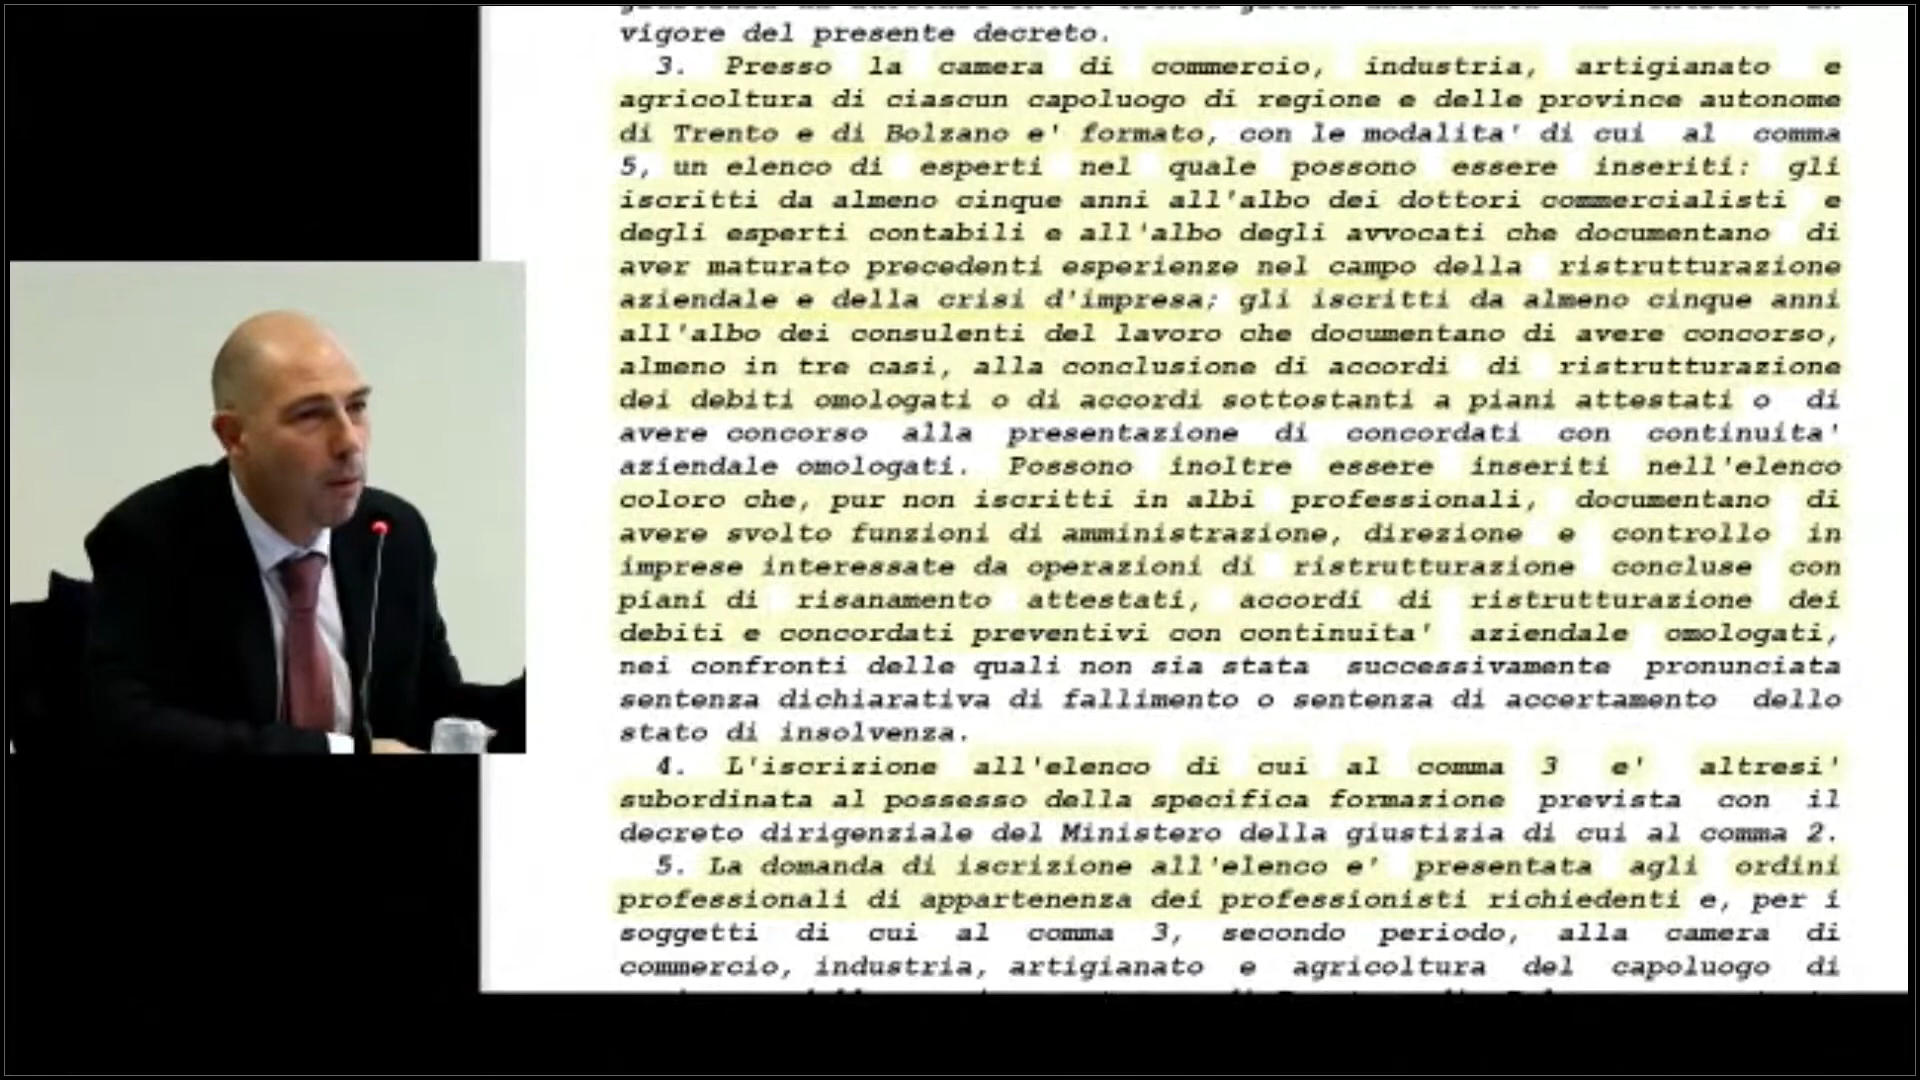 vigore del presente decreto.
3. Presso la camera di commercio, industria, artigianato e
agricoltura di ciascun capoluogo di regione e delle province autonome
di Trento e di Bolzano e' formato, con le modalita' di cui al comma
5, un elenco di esperti nel quale possono essere inseriti: gli
iscritti da almeno cinque anni all'albo dei dottori commercialisti e
degli esperti contabili e all'albo degli avvocati che documentano di
aver maturato precedenti esperienze nel campo della ristrutturazione
aziendale e della crisi d'impresa; gli iscritti da almeno cinque anni
all'albo dei consulenti del lavoro che documentano di avere concorso,
almeno in tre casi, alla conclusione di accordi di ristrutturazione
dei debiti omologati o di accordi sottostanti a piani attestati o di
avere concorso alla presentazione di concordati con continuita'
aziendale omologati. Possono inoltre essere inseriti nell'elenco
coloro che, pur non iscritti in albi professionali, documentano di
avere svolto funzioni di amministrazione, direzione e controllo in
imprese interessate da operazioni di ristrutturazione concluse con
piani di risanamento attestati, accordi di ristrutturazione dei
debiti e concordati preventivi con continuita' aziendale omologati,
nei confronti delle quali non sia stata successivamente pronunciata
sentenza dichiarativa di fallimento o sentenza di accertamento dello
stato di insolvenza.
4. L'iscrizione all'elenco di cui al comma 3 e' altresi'
subordinata al possesso della specifica formazione prevista con il
decreto dirigenziale del Ministero della giustizia di cui al comma 2.
5. La domanda di iscrizione all'elenco e' presentata agli ordini
professionali di appartenenza dei professionisti richiedenti e, per i
soggetti di cui al comma 3, secondo periodo, alla camera di
commercio, industria, artigianato e agricoltura del capoluogo di